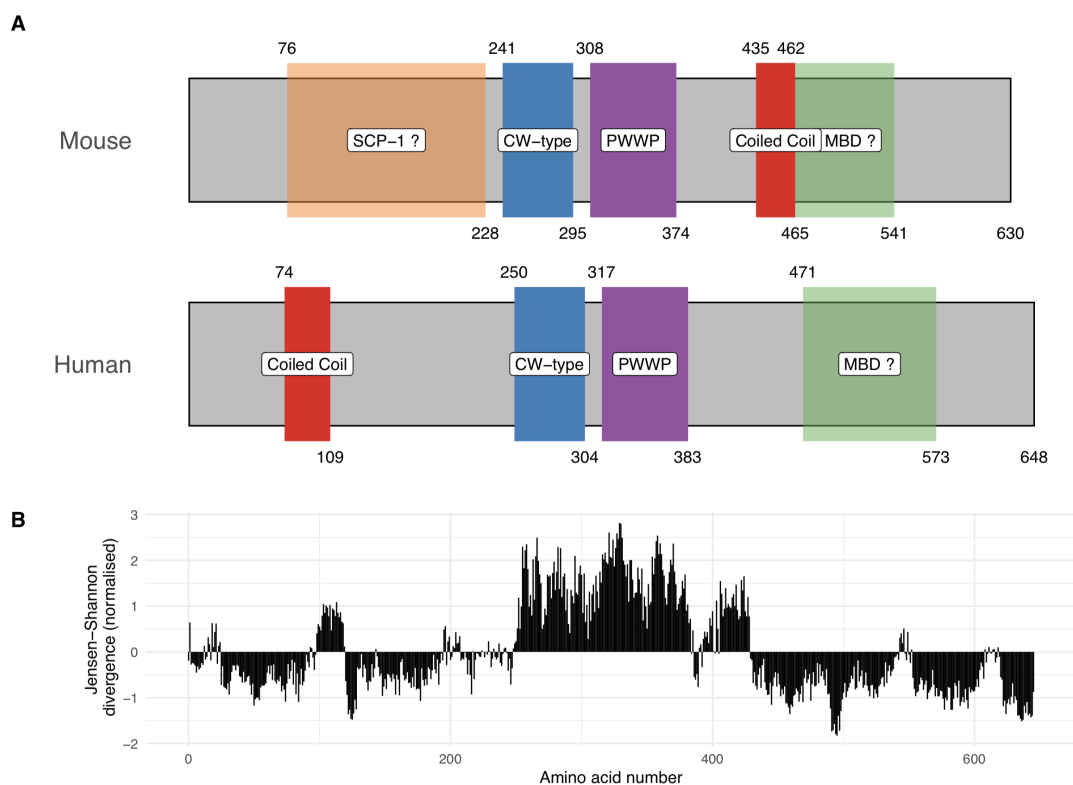 A
76 241 308 435 462
Mouse
SCP−1 ? CW−type PWWP Coiled Coil MBD ?
228 295 374 465 541 630
74 250 317 471
Human
Coiled Coil CW−type PWWP MBD ?
109 304 383 573 648
B
Jensen−Shannon
divergence (normalised)
3
2
1
0
−1
−2
0 200 400 600
Amino acid number